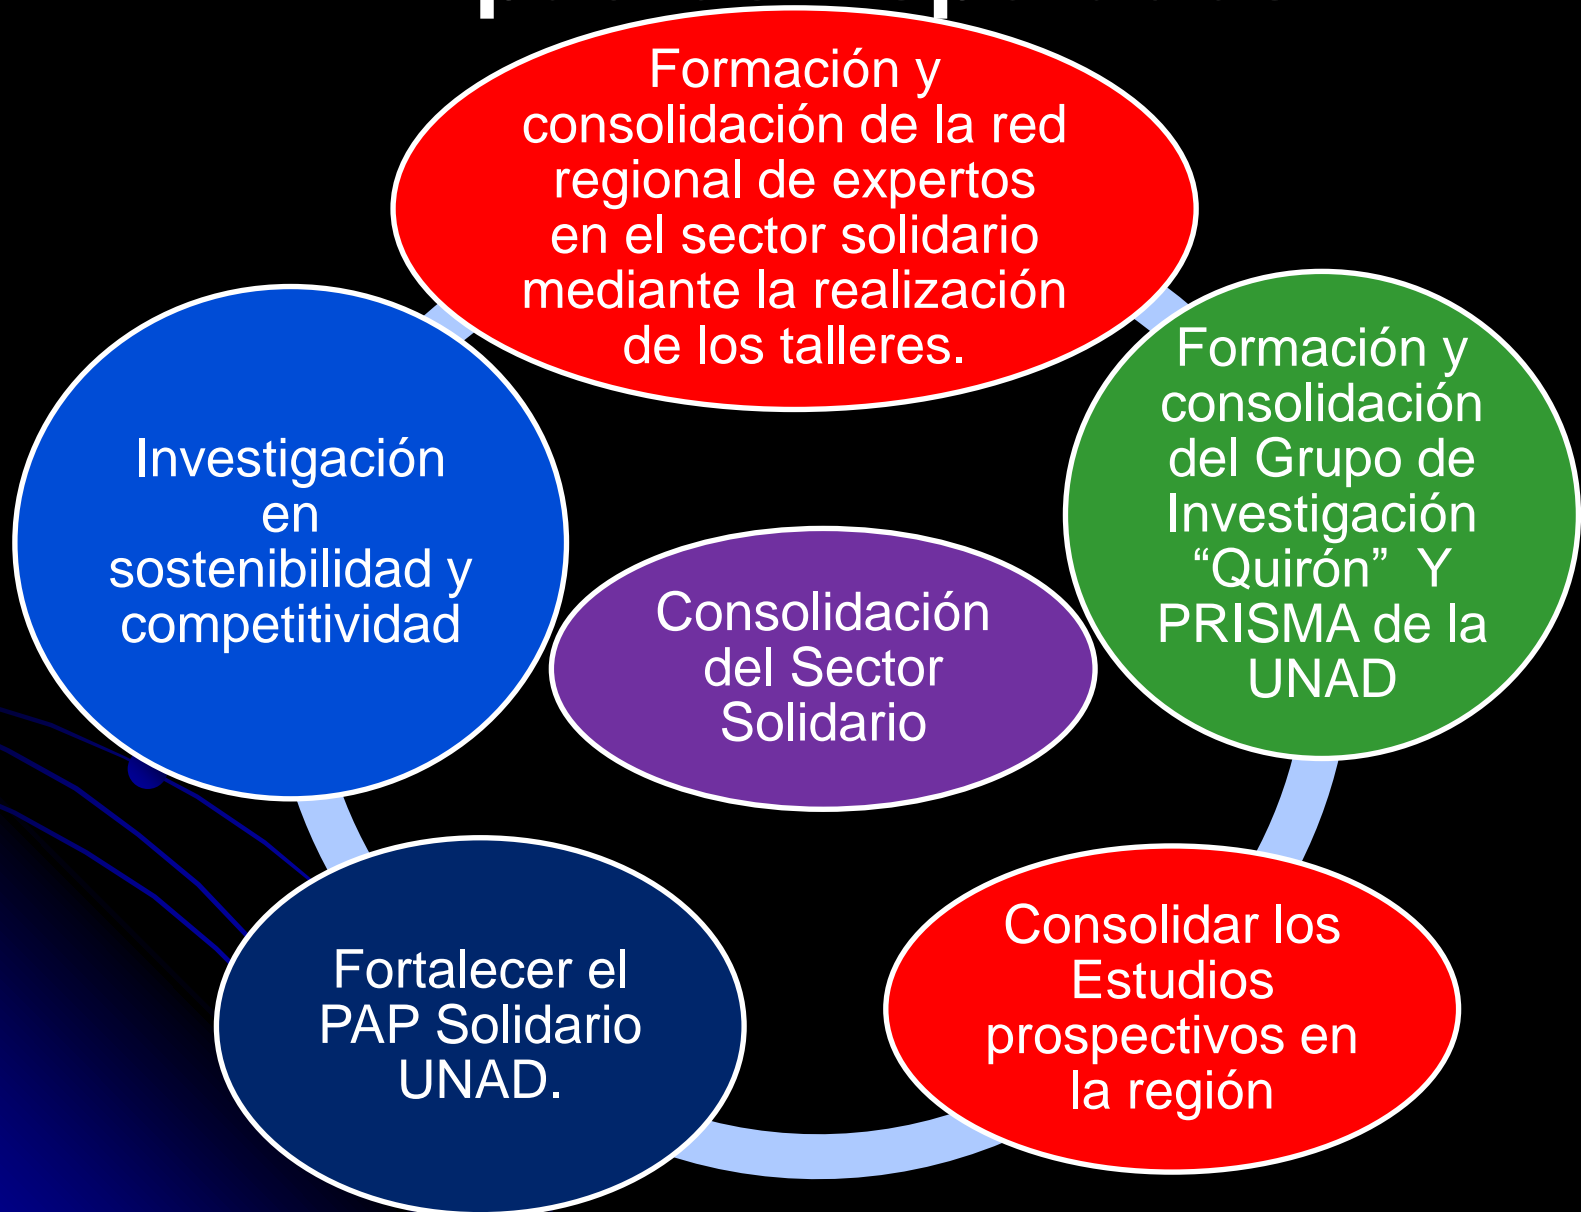 Formación y
consolidación de la red
regional de expertos
en el sector solidario
mediante la realización
de los talleres.
Formación y
consolidación
del Grupo de
Investigación
“Quirón”  Y
PRISMA de la
UNAD
Consolidar los
Estudios
prospectivos en
la región
Fortalecer el
PAP Solidario
UNAD.
Investigación
en
sostenibilidad y
competitividad
Consolidación
del Sector
Solidario